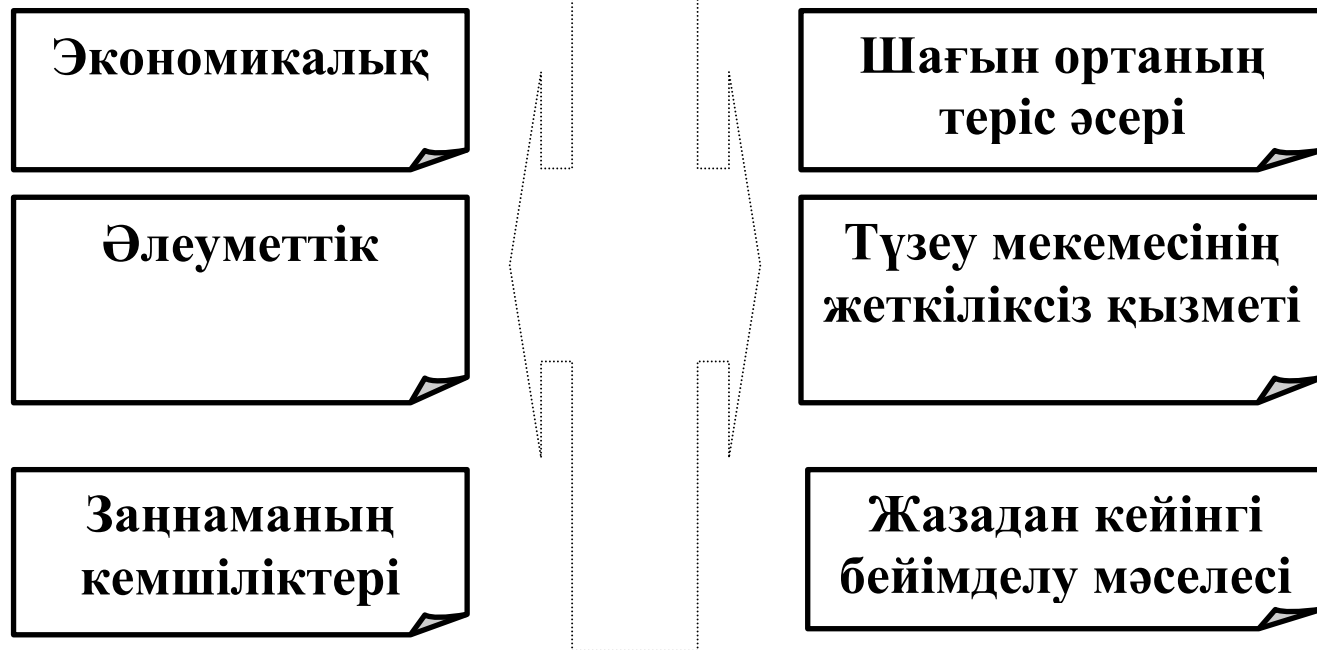 Экономикалық
Шағын ортаның
теріс әсері
Әлеуметтік
Түзеу мекемесінің
жеткіліксіз қызметі
Заңнаманың
кемшіліктері
Жазадан кейінгі
бейімделу мәселесі